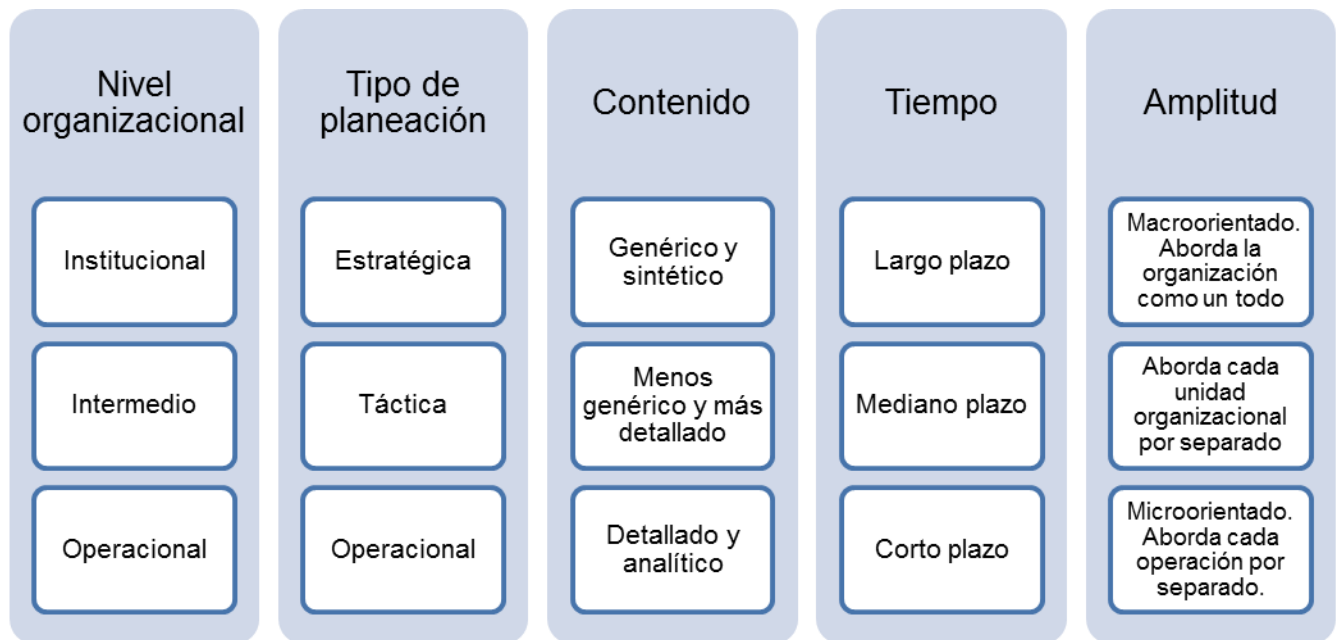 Nivel
organizacional
Tipo de
planeación
Contenido
Tiempo
Amplitud
Institucional
Estratégica
Genérico y
sintético
Largo plazo
Macroorientado.
Aborda la
organización
como un todo
Intermedio
Táctica
Menos
genérico y más
detallado
Mediano plazo
Aborda cada
unidad
organizacional
por separado
Operacional
Operacional
Detallado y
analítico
Corto plazo
Microorientado.
Aborda cada
operación por
separado.